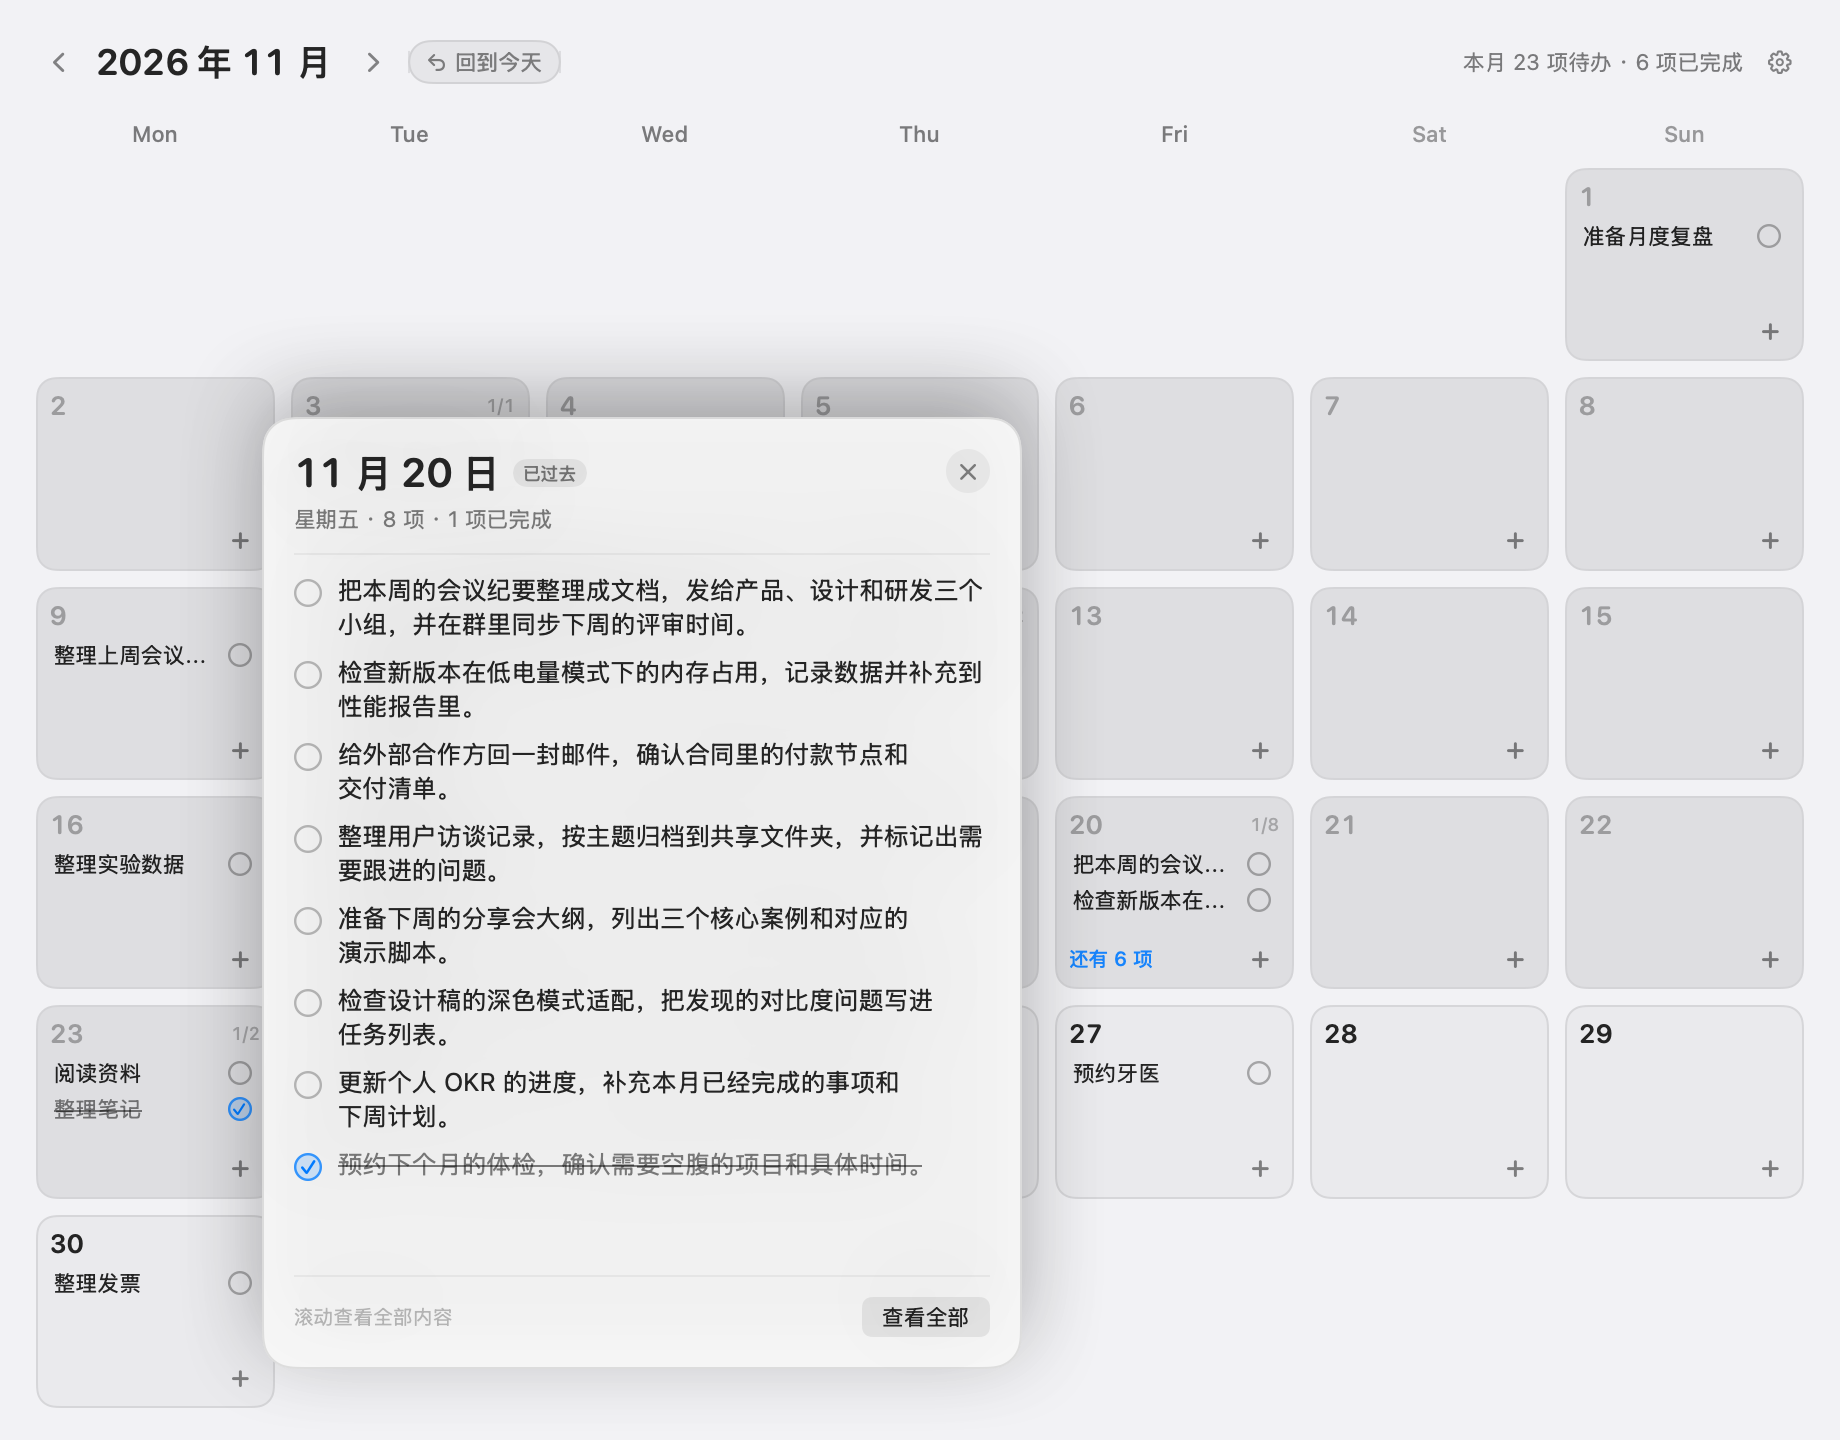 2026 年 11 月
回到今天
本月 23 项待办 · 6 项已完成
Mon Tue Wed Thu Fri Sat Sun
1
准备月度复盘
2
3 1/1
4
5
6
7
8
11 月 20 日 已过去
星期五 · 8 项 · 1 项已完成
把本周的会议纪要整理成文档，发给产品、设计和研发三个
小组，并在群里同步下周的评审时间。
检查新版本在低电量模式下的内存占用，记录数据并补充到
性能报告里。
给外部合作方回一封邮件，确认合同里的付款节点和
交付清单。
整理用户访谈记录，按主题归档到共享文件夹，并标记出需
要跟进的问题。
准备下周的分享会大纲，列出三个核心案例和对应的
演示脚本。
检查设计稿的深色模式适配，把发现的对比度问题写进
任务列表。
更新个人 OKR 的进度，补充本月已经完成的事项和
下周计划。
预约下个月的体检，确认需要空腹的项目和具体时间。
滚动查看全部内容
查看全部
9
整理上周会议...
13
14
15
16
整理实验数据
20 1/8
把本周的会议...
检查新版本在...
还有 6 项
21
22
23 1/2
阅读资料
整理笔记
27
预约牙医
28
29
30
整理发票